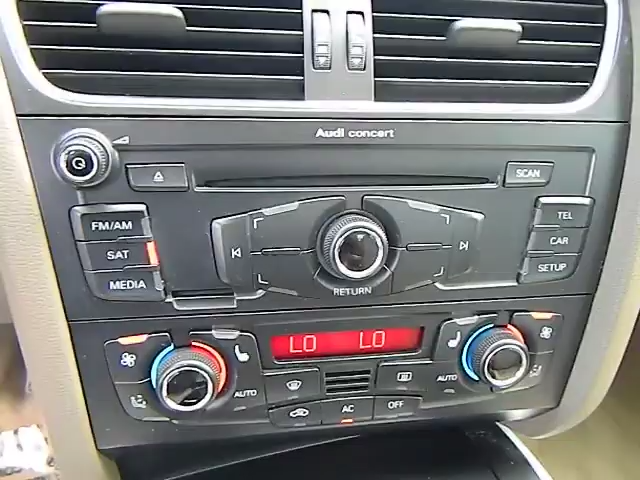 Audi concert
SCAN
FM/AM
SAT
MEDIA
RETURN
TEL
CAR
SETUP
LO LO
AUTO
AUTO
AC
OFF